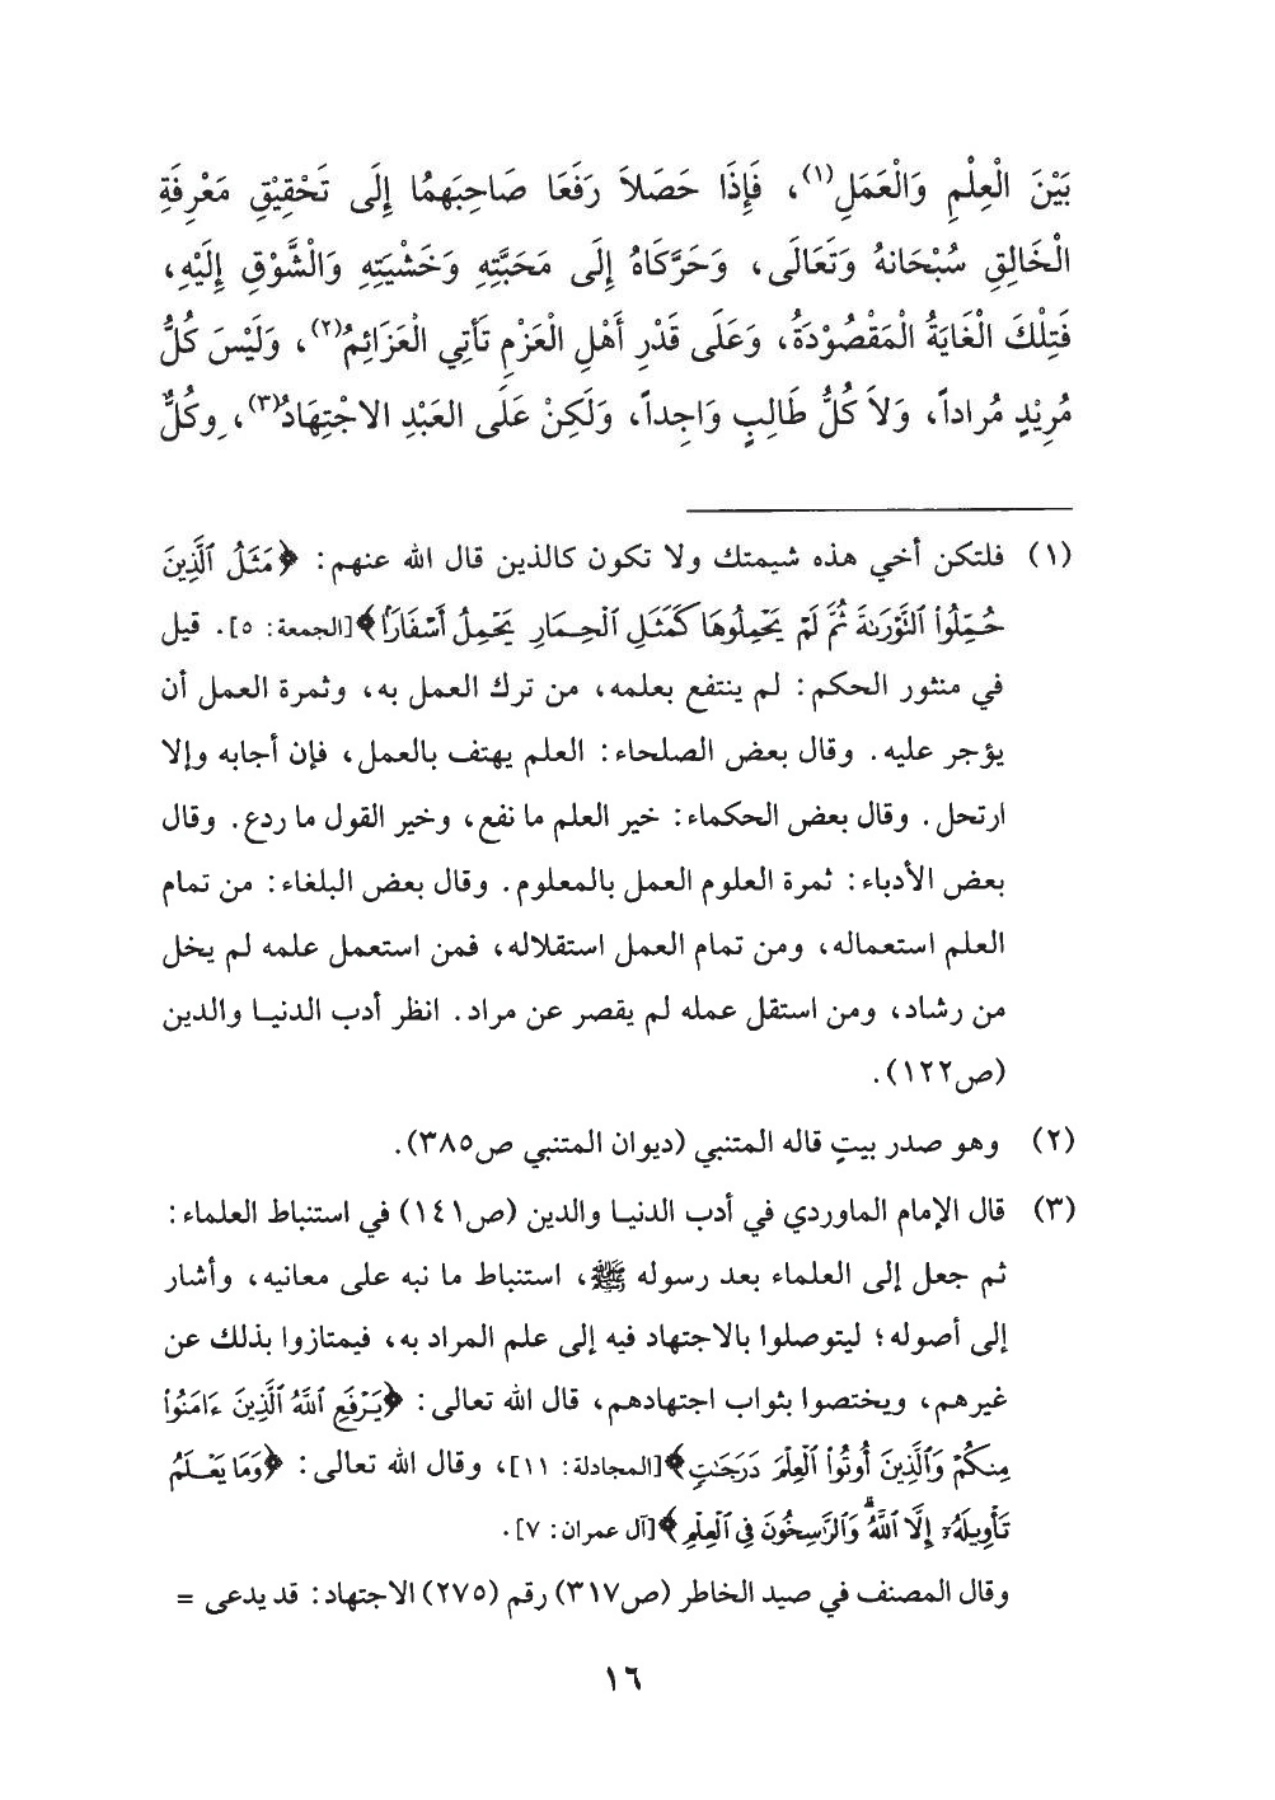 بَيْنَ الْعِلْمِ وَالْعَمَلِ(١)، فَإِذَا حَصَلاَ رَفَعَا صَاحِبَهمُا إِلَى تَحْقِيْقِ مَعْرِفَةِ
الْخَالِقِ سُبْحَانهُ وَتَعَالَى، وَحَرَّكَاهُ إِلَى مَحَبَّتِهِ وَخَشْيَتِهِ وَالْشَّوْقِ إِلَيْهِ،
فَتِلْكَ الْغَايَةُ الْمَقْصُوْدَةُ، وَعَلَى قَدْرِ أَهْلِ الْعَزْمِ تَأتِي الْعَزَائِمُ(٢)، وَلَيْسَ كُلُّ
مُرِيْدٍ مُراداً، وَلاَ كُلُّ طَالِبٍ وَاجِداً، وَلَكِنْ عَلَى العَبْدِ الاجْتِهَادُ(٣)، وكُلٌّ
(١) فلتكن أخي هذه شيمتك ولا تكون كالذين قال الله عنهم: ﴿مَثَلُ ٱلَّذِينَ
حُمِّلُوا۟ ٱلتَّوْرَىٰةَ ثُمَّ لَمْ يَحْمِلُوهَا كَمَثَلِ ٱلْحِمَارِ يَحْمِلُ أَسْفَارًۢا﴾ [الجمعة: ٥]. قيل
في منثور الحكم: لم ينتفع بعلمه، من ترك العمل به، وثمرة العمل أن
يؤجر عليه. وقال بعض الصلحاء: العلم يهتف بالعمل، فإن أجابه وإلا
ارتحل. وقال بعض الحكماء: خير العلم ما نفع، وخير القول ما ردع. وقال
بعض الأدباء: ثمرة العلوم العمل بالمعلوم. وقال بعض البلغاء: من تمام
العلم استعماله، ومن تمام العمل استقلاله، فمن استعمل علمه لم يخل
من رشاد، ومن استقل عمله لم يقصر عن مراد. انظر أدب الدنيا والدين
(ص١٢٢).
(٢) وهو صدر بيتٍ قاله المتنبي (ديوان المتنبي ص٣٨٥).
(٣) قال الإمام الماوردي في أدب الدنيا والدين (ص١٤١) في استنباط العلماء:
ثم جعل إلى العلماء بعد رسوله ﷺ، استنباط ما نبه على معانيه، وأشار
إلى أصوله؛ ليتوصلوا بالاجتهاد فيه إلى علم المراد به، فيمتازوا بذلك عن
غيرهم، ويختصوا بثواب اجتهادهم، قال الله تعالى: ﴿يَرْفَعِ ٱللَّهُ ٱلَّذِينَ ءَامَنُوا۟
مِنكُمْ وَٱلَّذِينَ أُوتُوا۟ ٱلْعِلْمَ دَرَجَـٰتٍ﴾ [المجادلة: ١١]، وقال الله تعالى: ﴿وَمَا يَعْلَمُ
تَأْوِيلَهُۥٓ إِلَّا ٱللَّهُ ۗ وَٱلرَّٰسِخُونَ فِى ٱلْعِلْمِ﴾ [آل عمران: ٧].
وقال المصنف في صيد الخاطر (ص٣١٧) رقم (٢٧٥) الاجتهاد: قد يدعى =
١٦